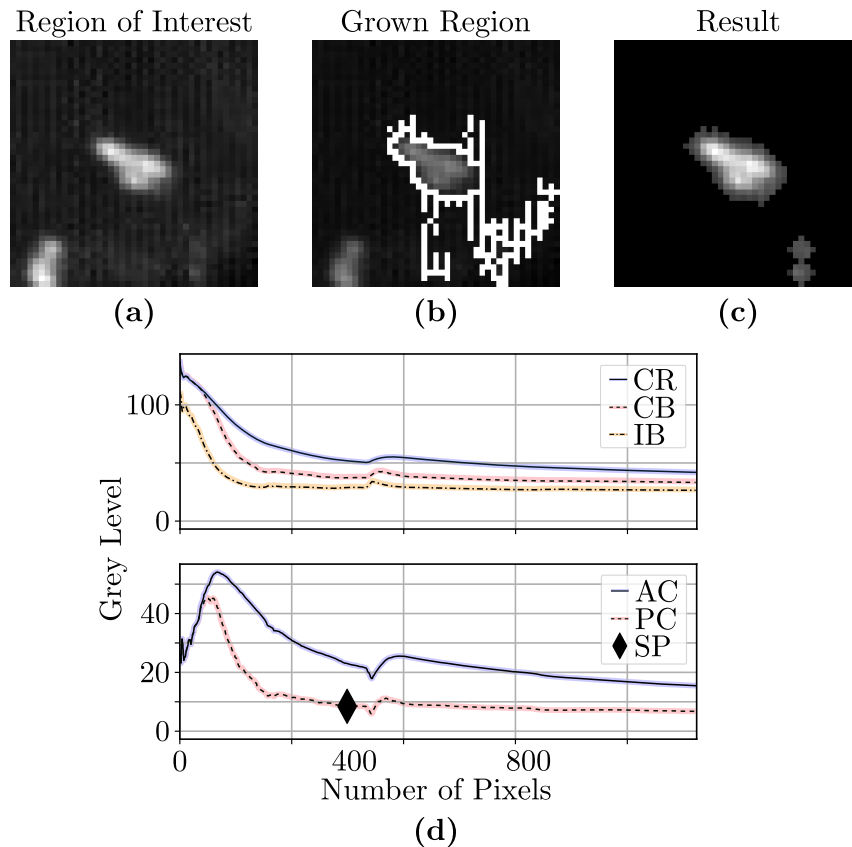 Region of Interest
Grown Region
Result
(a)
(b)
(c)
Grey Level
100
0
CR
CB
IB
40
20
0
AC
PC
SP
0
400
800
Number of Pixels
(d)